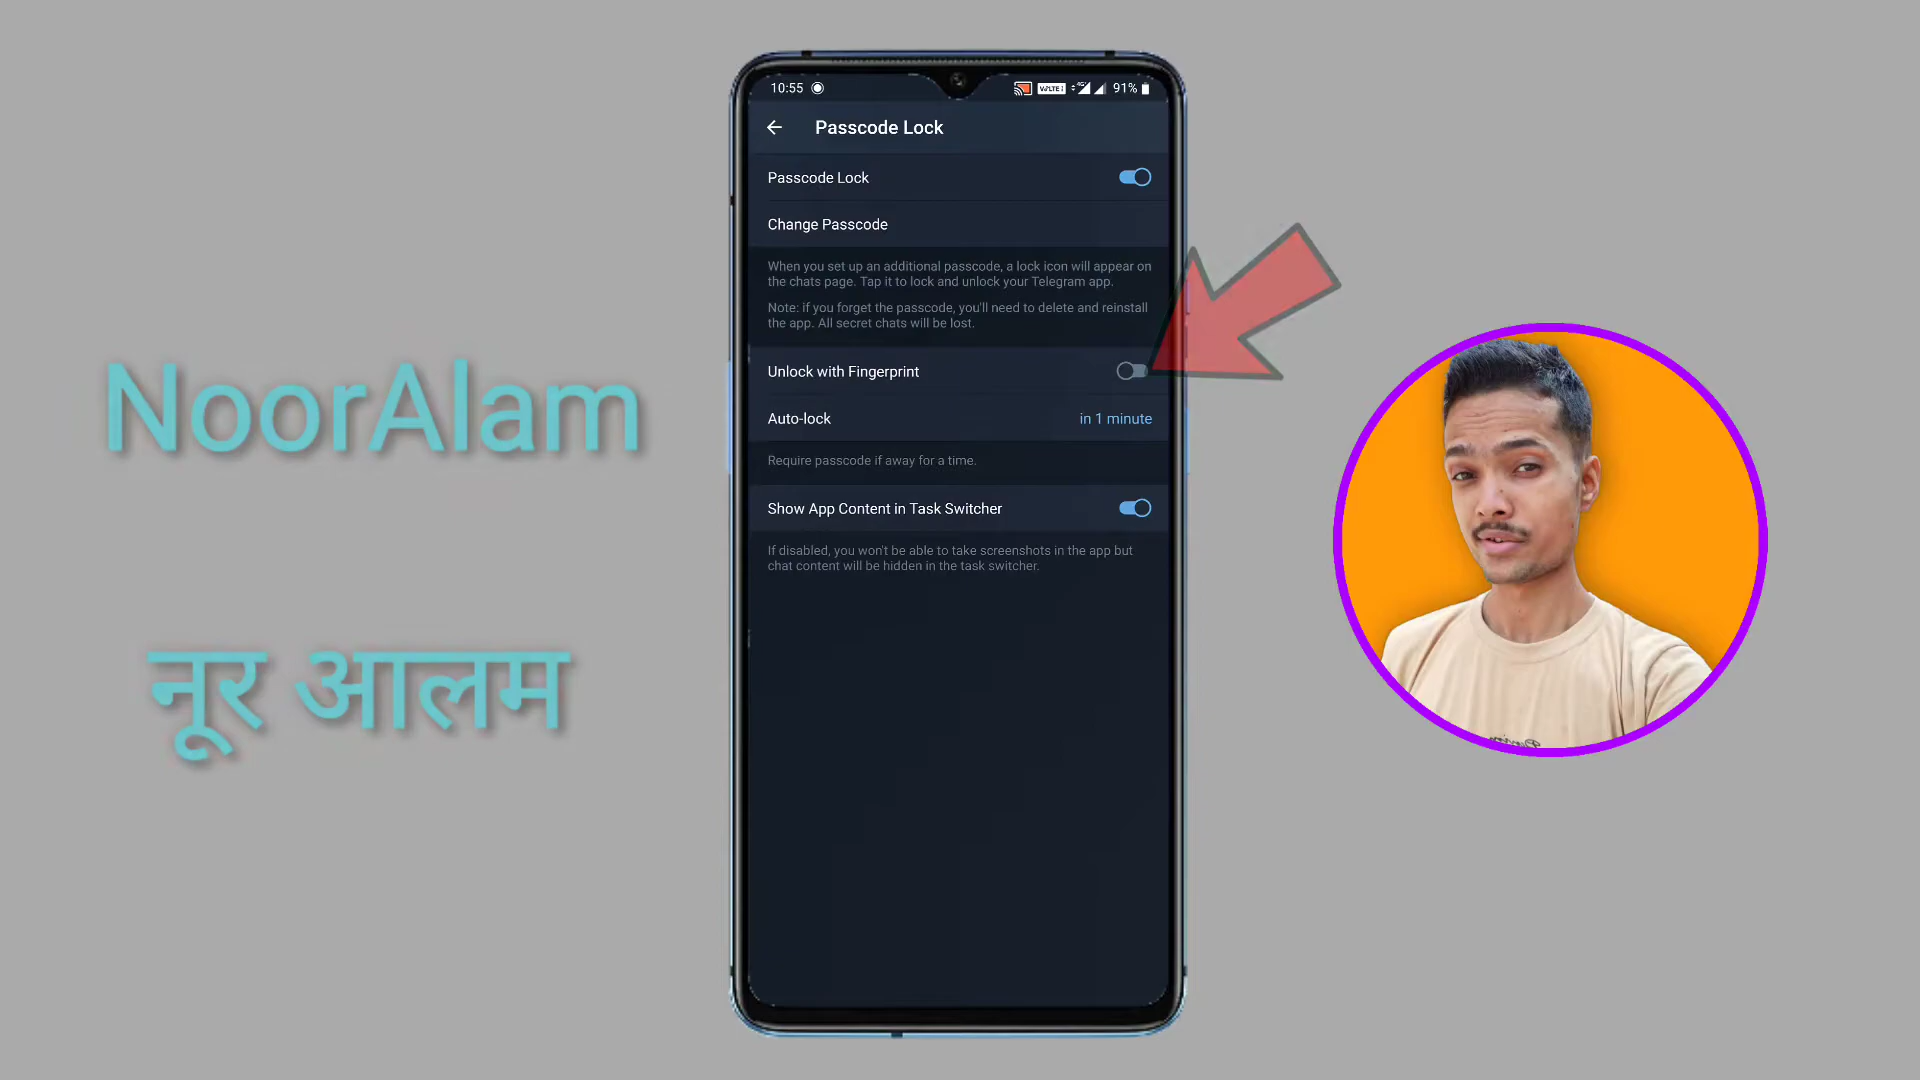 NoorAlam
नूर आलम
10:55
91%
Passcode Lock
Passcode Lock
Change Passcode
When you set up an additional passcode, a lock icon will appear on
the chats page. Tap it to lock and unlock your Telegram app.
Note: if you forget the passcode, you'll need to delete and reinstall
the app. All secret chats will be lost.
Unlock with Fingerprint
Auto-lock in 1 minute
Require passcode if away for a time.
Show App Content in Task Switcher
If disabled, you won't be able to take screenshots in the app but
chat content will be hidden in the task switcher.